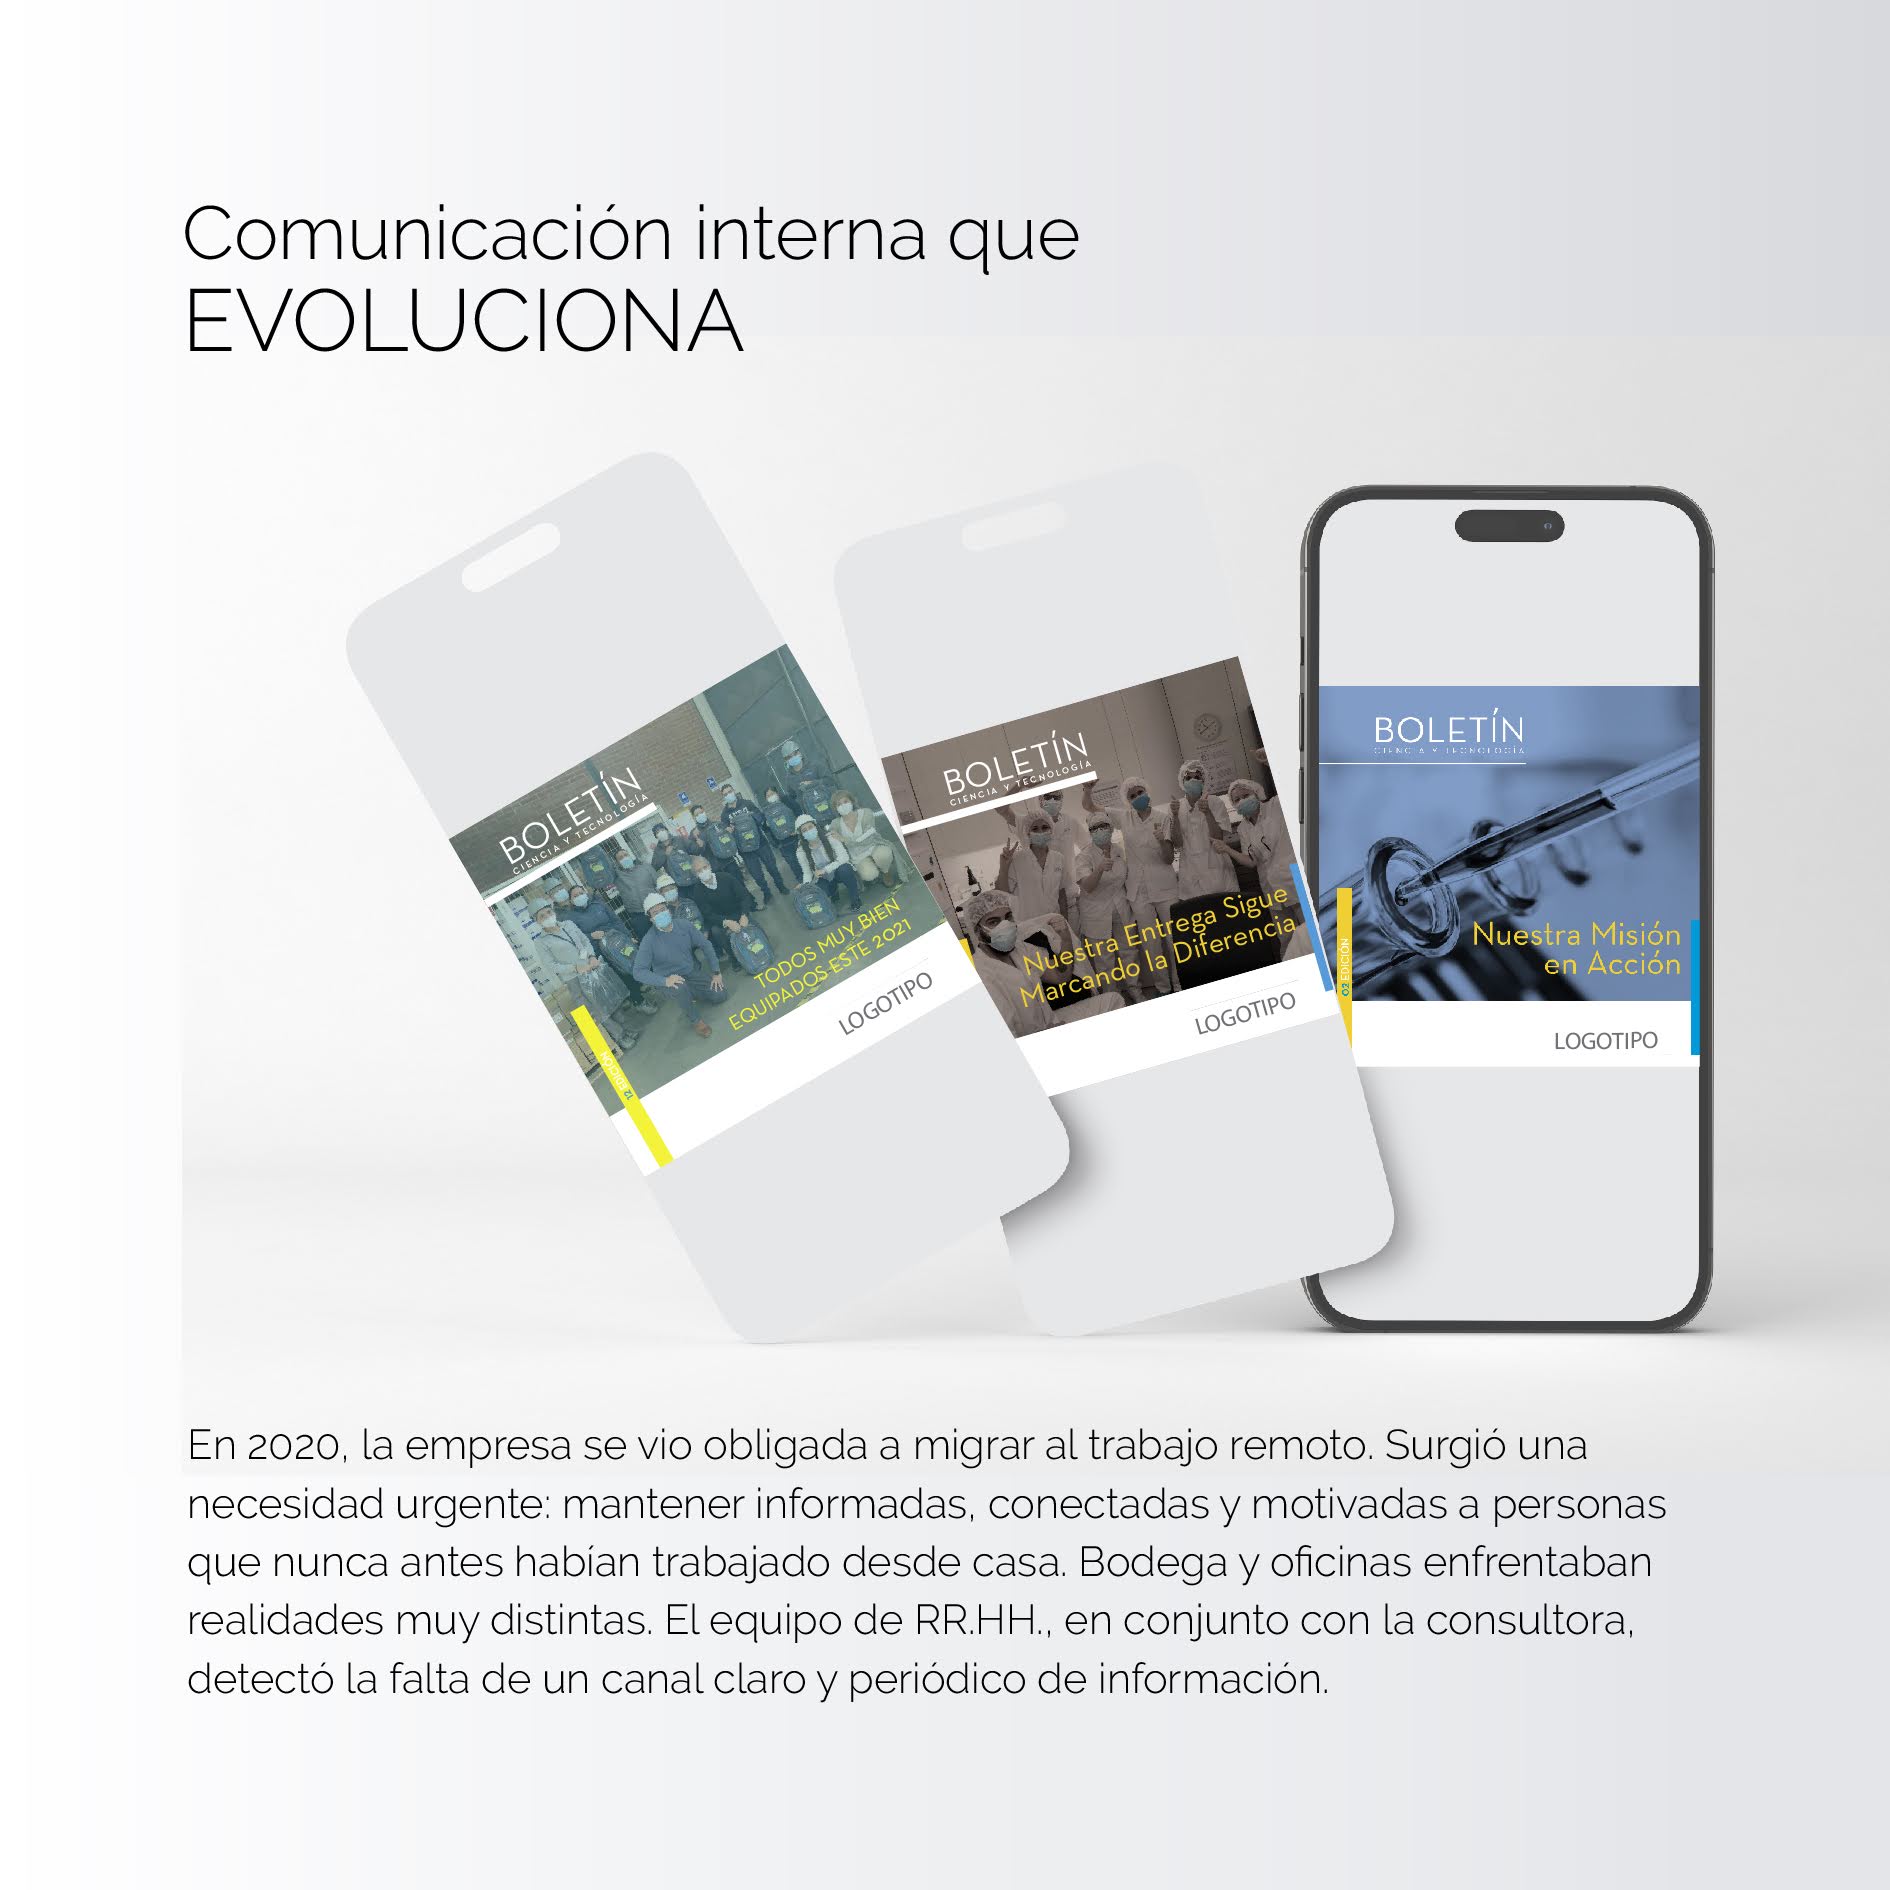 Comunicación interna que
EVOLUCIONA
BOLETÍN
CIENCIA Y TECNOLOGÍA
TODOS MUY BIEN
EQUIPADOS ESTE 2021
LOGOTIPO
12 EDICIÓN
BOLETÍN
CIENCIA Y TECNOLOGÍA
Nuestra Entrega Sigue
Marcando la Diferencia
LOGOTIPO
BOLETÍN
CIENCIA Y TECNOLOGÍA
Nuestra Misión
en Acción
02 EDICIÓN
LOGOTIPO
En 2020, la empresa se vio obligada a migrar al trabajo remoto. Surgió una
necesidad urgente: mantener informadas, conectadas y motivadas a personas
que nunca antes habían trabajado desde casa. Bodega y oficinas enfrentaban
realidades muy distintas. El equipo de RR.HH., en conjunto con la consultora,
detectó la falta de un canal claro y periódico de información.